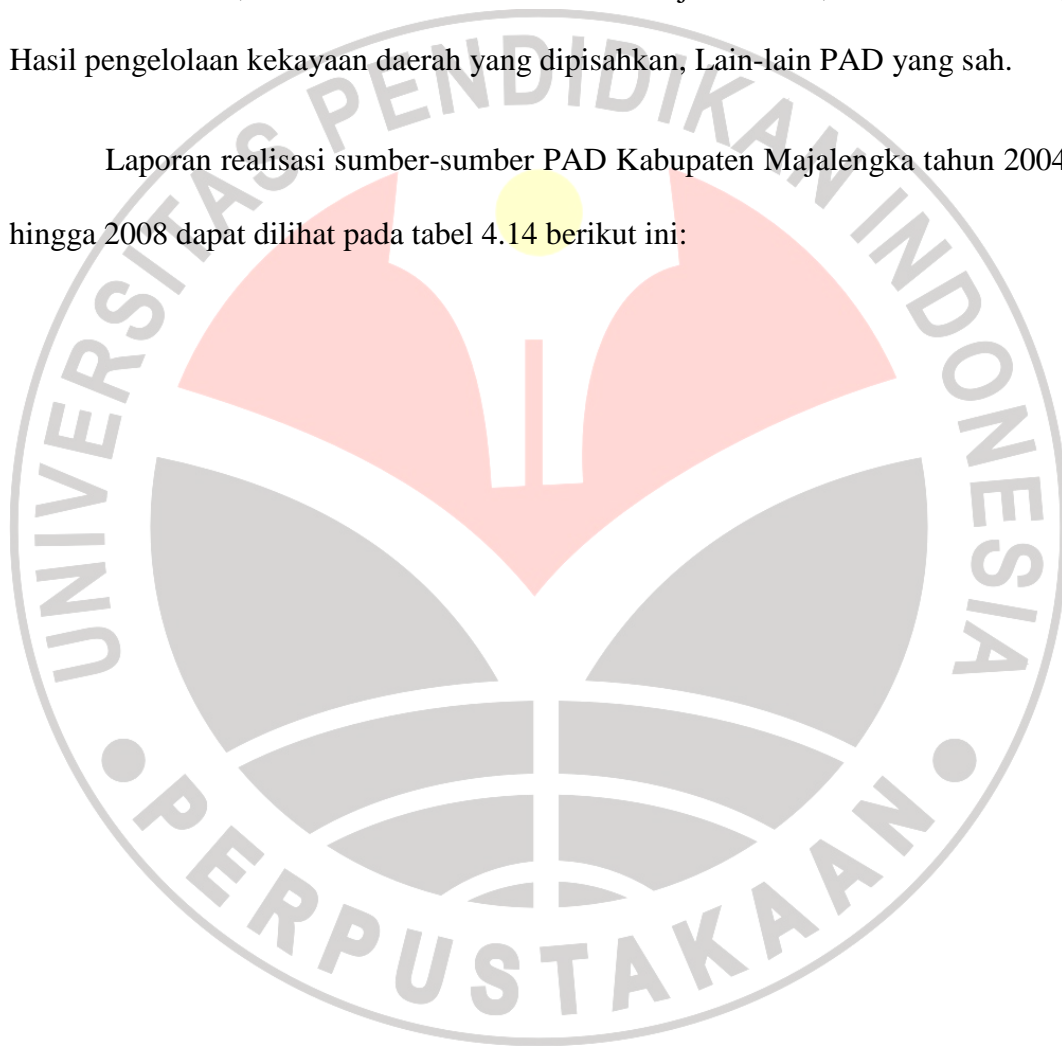 Hasil pengelolaan kekayaan daerah yang dipisahkan, Lain-lain PAD yang sah.
Laporan realisasi sumber-sumber PAD Kabupaten Majalengka tahun 2004
hingga 2008 dapat dilihat pada tabel 4.14 berikut ini:
UNIVERSITAS PENDIDIKAN INDONESIA
PERPUSTAKAAN